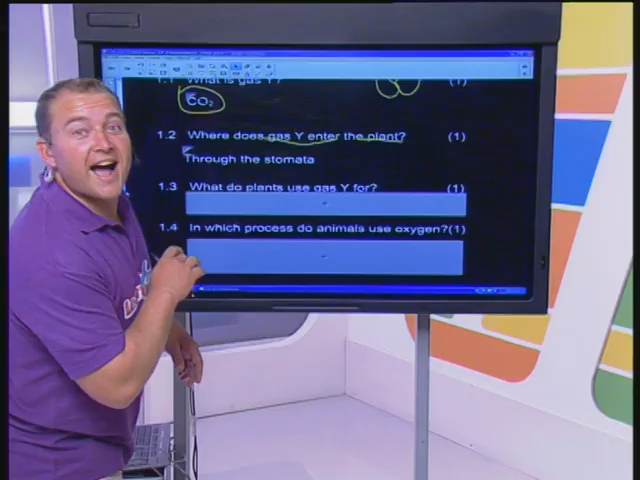 1.1 What is gas Y? (1)
CO₂
1.2 Where does gas Y enter the plant? (1)
Through the stomata
1.3 What do plants use gas Y for? (1)
1.4 In which process do animals use oxygen?(1)